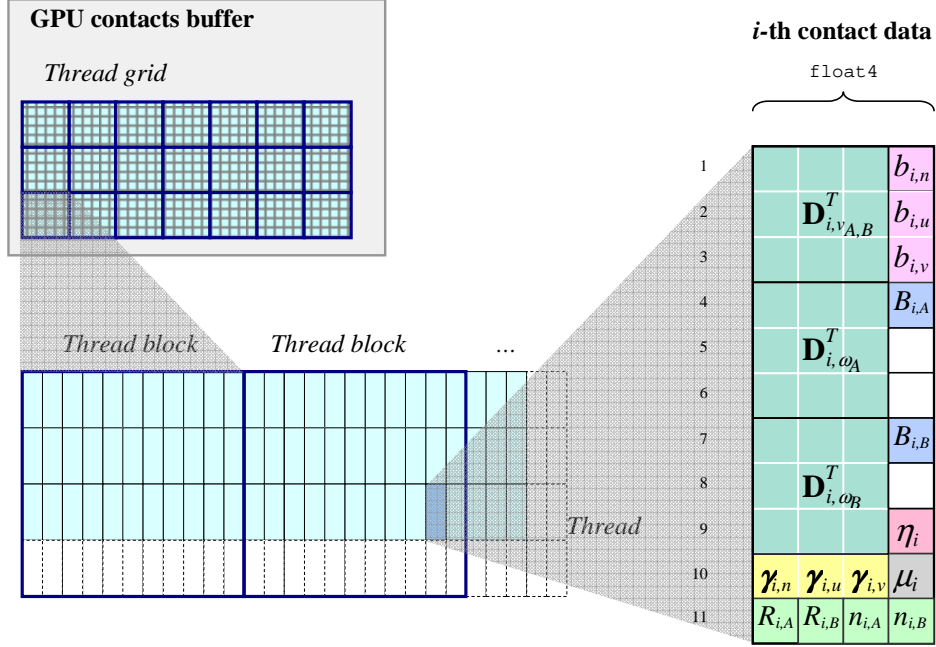 GPU contacts buffer
Thread grid
i-th contact data
float4
Thread block
Thread block
...
Thread
1
2
3
4
5
6
7
8
9
10
11
D^T_{i,v_{A,B}}
b_{i,n}
b_{i,u}
b_{i,v}
D^T_{i,ω_A}
B_{i,A}
D^T_{i,ω_B}
B_{i,B}
η_i
γ_{i,n} γ_{i,u} γ_{i,v} μ_i
R_{i,A} R_{i,B} n_{i,A} n_{i,B}